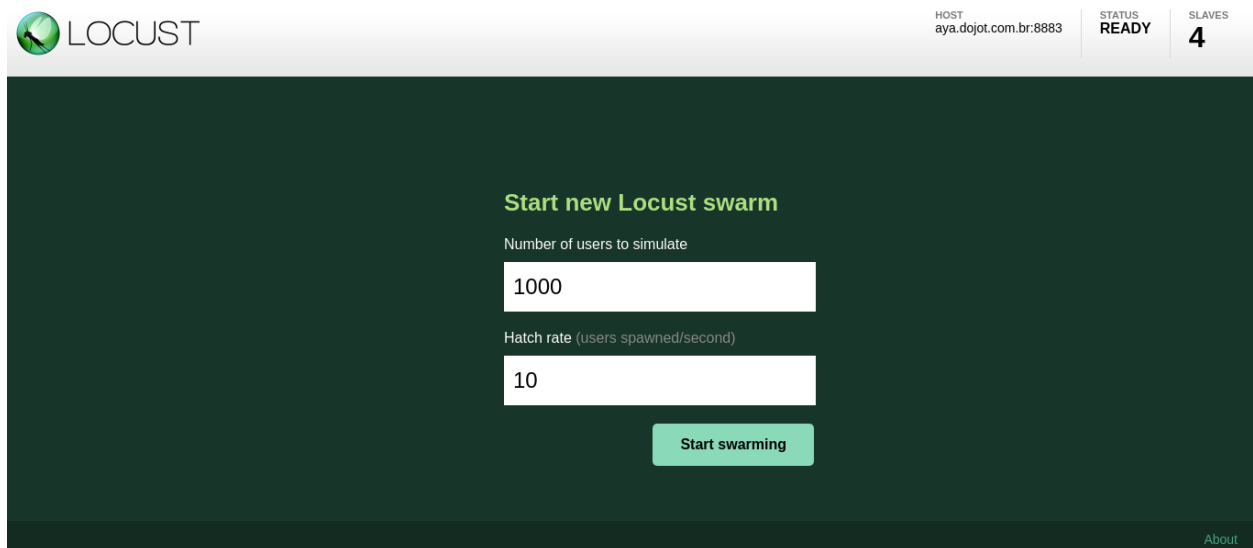 LOCUST
HOST
aya.dojot.com.br:8883
STATUS
READY
SLAVES
4
Start new Locust swarm
Number of users to simulate
1000
Hatch rate (users spawned/second)
10
Start swarming
About